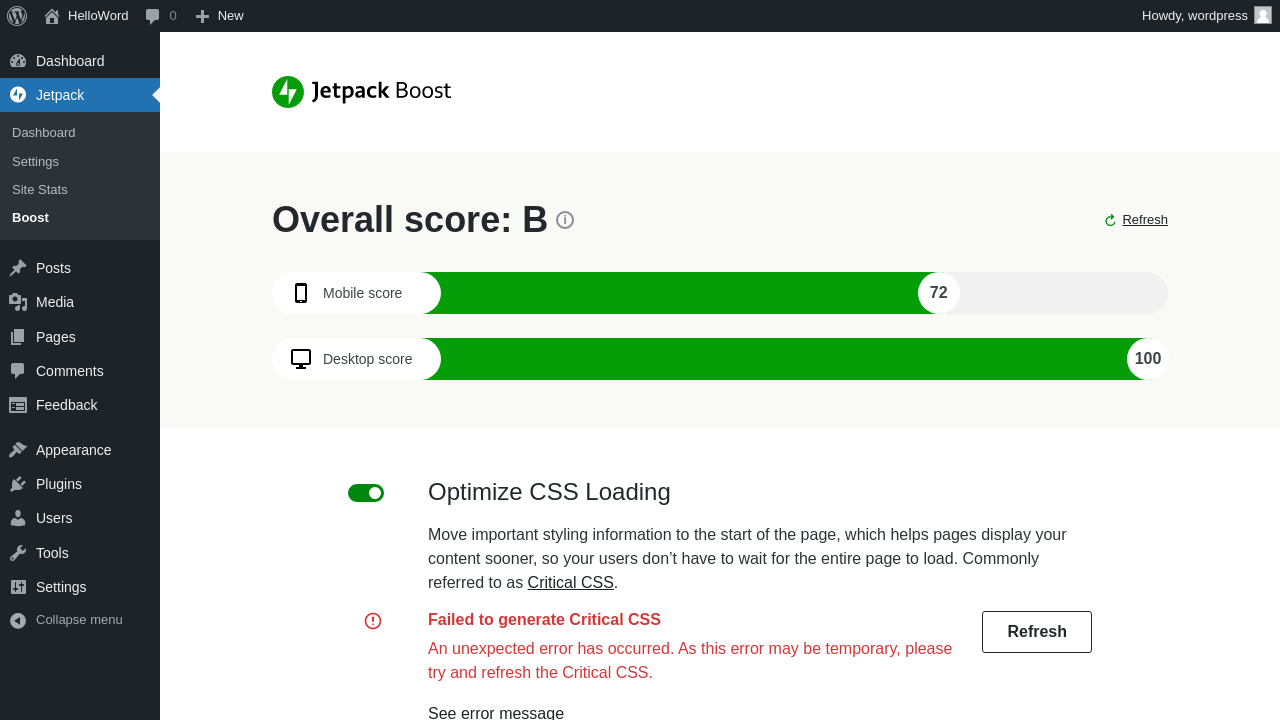 HelloWord
0
New
Howdy, wordpress
Dashboard
Jetpack
Dashboard
Settings
Site Stats
Boost
Posts
Media
Pages
Comments
Feedback
Appearance
Plugins
Users
Tools
Settings
Collapse menu
Jetpack Boost
Overall score: B
Refresh
Mobile score
72
Desktop score
100
Optimize CSS Loading
Move important styling information to the start of the page, which helps pages display your
content sooner, so your users don’t have to wait for the entire page to load. Commonly
referred to as Critical CSS.
Failed to generate Critical CSS
Refresh
An unexpected error has occurred. As this error may be temporary, please
try and refresh the Critical CSS.
See error message